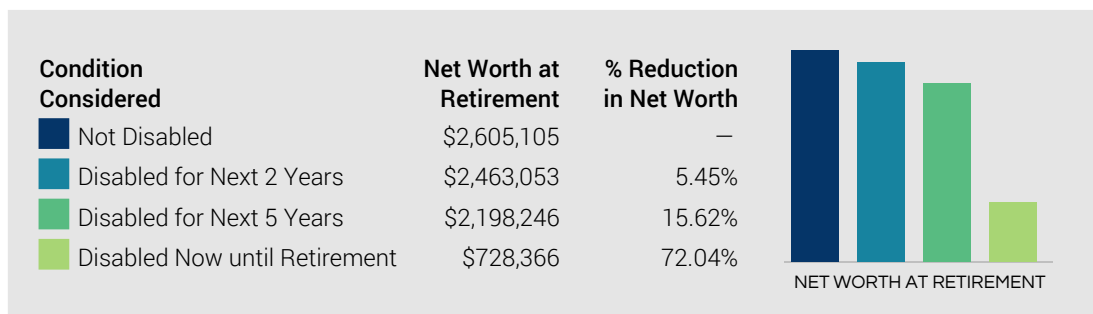 Condition Considered
Net Worth at Retirement
% Reduction in Net Worth
Not Disabled $2,605,105 —
Disabled for Next 2 Years $2,463,053 5.45%
Disabled for Next 5 Years $2,198,246 15.62%
Disabled Now until Retirement $728,366 72.04%
NET WORTH AT RETIREMENT